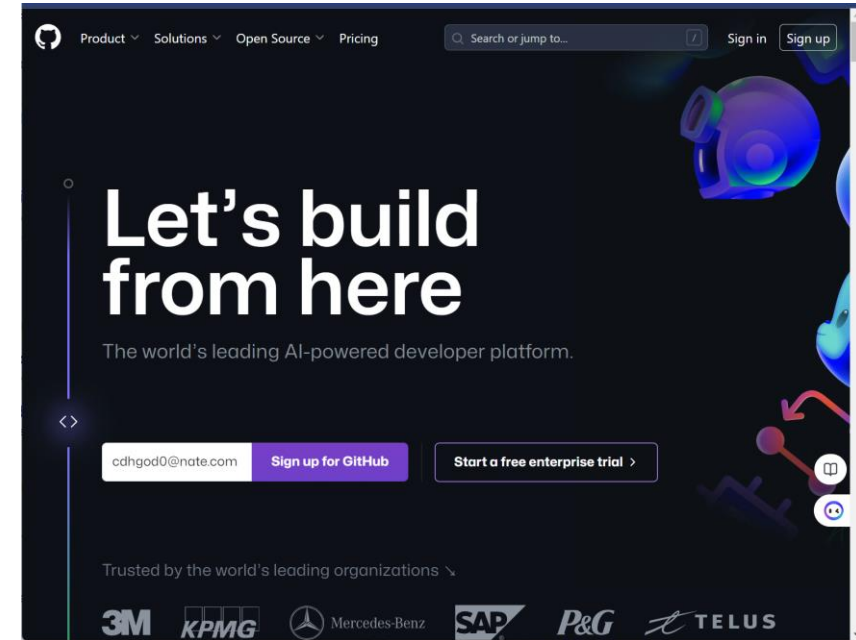 Product Solutions Open Source Pricing Search or jump to... / Sign in Sign up
Let’s build
from here
The world’s leading AI-powered developer platform.
<>
cdhgod0@nate.com Sign up for GitHub Start a free enterprise trial >
Trusted by the world’s leading organizations ↘
3M KPMG Mercedes-Benz SAP P&G TELUS